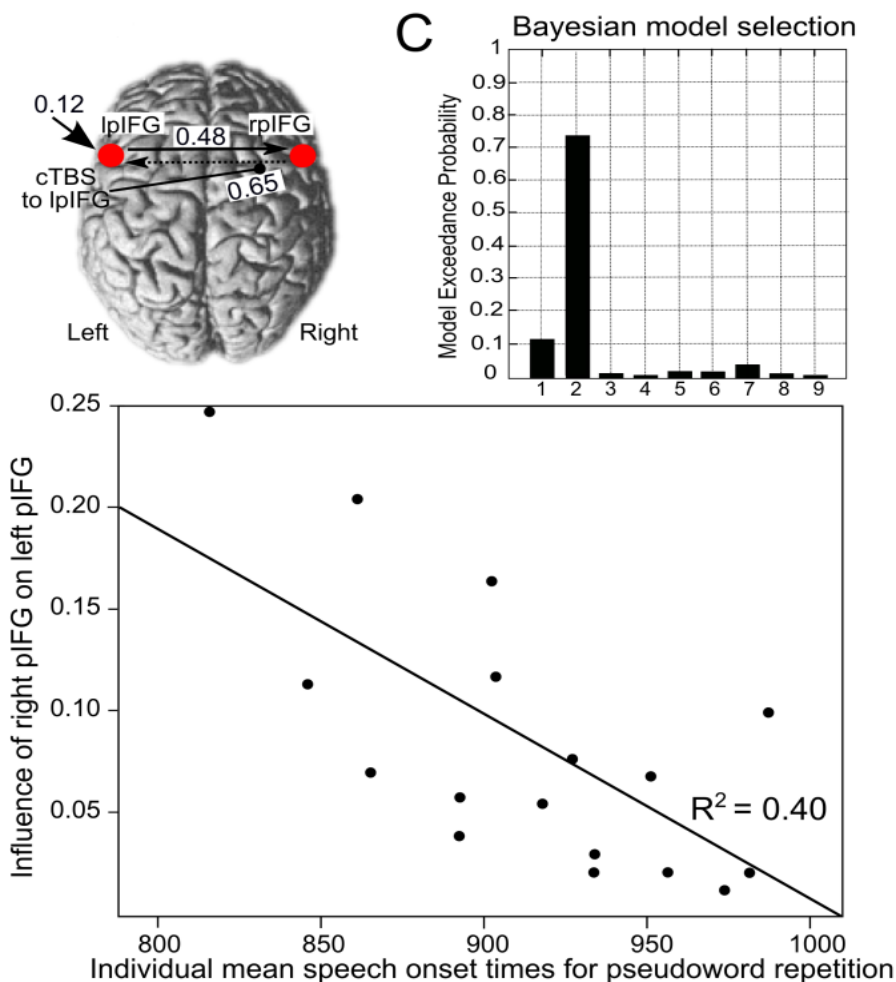 C
Bayesian model selection
0.12
lpIFG
rpIFG
0.48
cTBS
to lpIFG
0.65
Left
Right
Model Exceedance Probability
1
0.9
0.8
0.7
0.6
0.5
0.4
0.3
0.2
0.1
0
1 2 3 4 5 6 7 8 9
Influence of right pIFG on left pIFG
0.25
0.20
0.15
0.10
0.05
R² = 0.40
800 850 900 950 1000
Individual mean speech onset times for pseudoword repetition